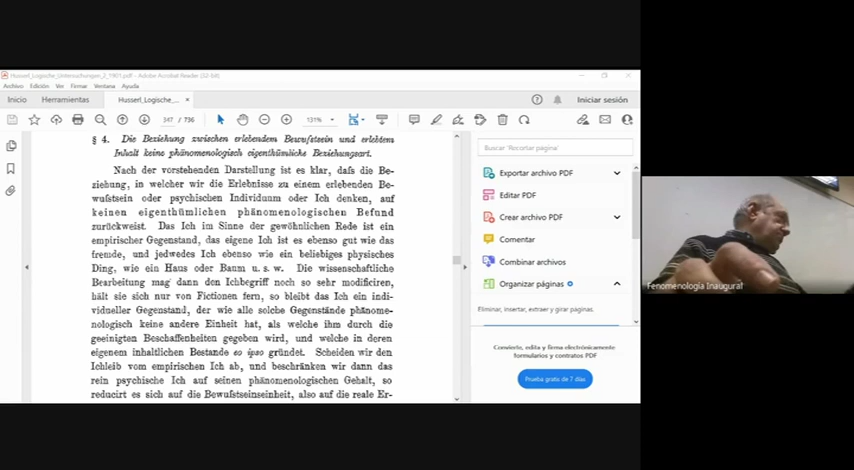 Husserl_Logische_Untersuchungen_2_1901.pdf - Adobe Acrobat Reader (32-bit)
Archivo Edición Ver Firmar Ventana Ayuda
Inicio Herramientas Husserl_Logische_... × Iniciar sesión
347 / 736 131%
§ 4. Die Beziehung zwischen erlebendem Bewuſstsein und erlebtem
Inhalt keine phänomenologisch eigenthümliche Beziehungsart.
Nach der vorstehenden Darstellung ist es klar, daſs die Be-
ziehung, in welcher wir die Erlebnisse zu einem erlebenden Be-
wuſstsein oder psychischen Individuum oder Ich denken, auf
keinen eigenthümlichen phänomenologischen Befund
zurückweist. Das Ich im Sinne der gewöhnlichen Rede ist ein
empirischer Gegenstand, das eigene Ich ist es ebenso gut wie das
fremde, und jedwedes Ich ebenso wie ein beliebiges physisches
Ding, wie ein Haus oder Baum u. s. w. Die wissenschaftliche
Bearbeitung mag dann den Ichbegriff noch so sehr modificiren,
hält sie sich nur von Fictionen fern, so bleibt das Ich ein indi-
vidueller Gegenstand, der wie alle solche Gegenstände phänome-
nologisch keine andere Einheit hat, als welche ihm durch die
geeinigten Beschaffenheiten gegeben wird, und welche in deren
eigenem inhaltlichen Bestande eo ipso gründet. Scheiden wir den
Ichleib vom empirischen Ich ab, und beschränken wir dann das
rein psychische Ich auf seinen phänomenologischen Gehalt, so
reducirt es sich auf die Bewuſstseinseinheit, also auf die reale Er-
Buscar 'Recortar página'
Exportar archivo PDF
Editar PDF
Crear archivo PDF
Comentar
Combinar archivos
Organizar páginas
Eliminar, insertar, extraer y girar páginas.
Convierte, edita y firma electrónicamente
formularios y contratos PDF
Prueba gratis de 7 días
Fenomenología Inaugural